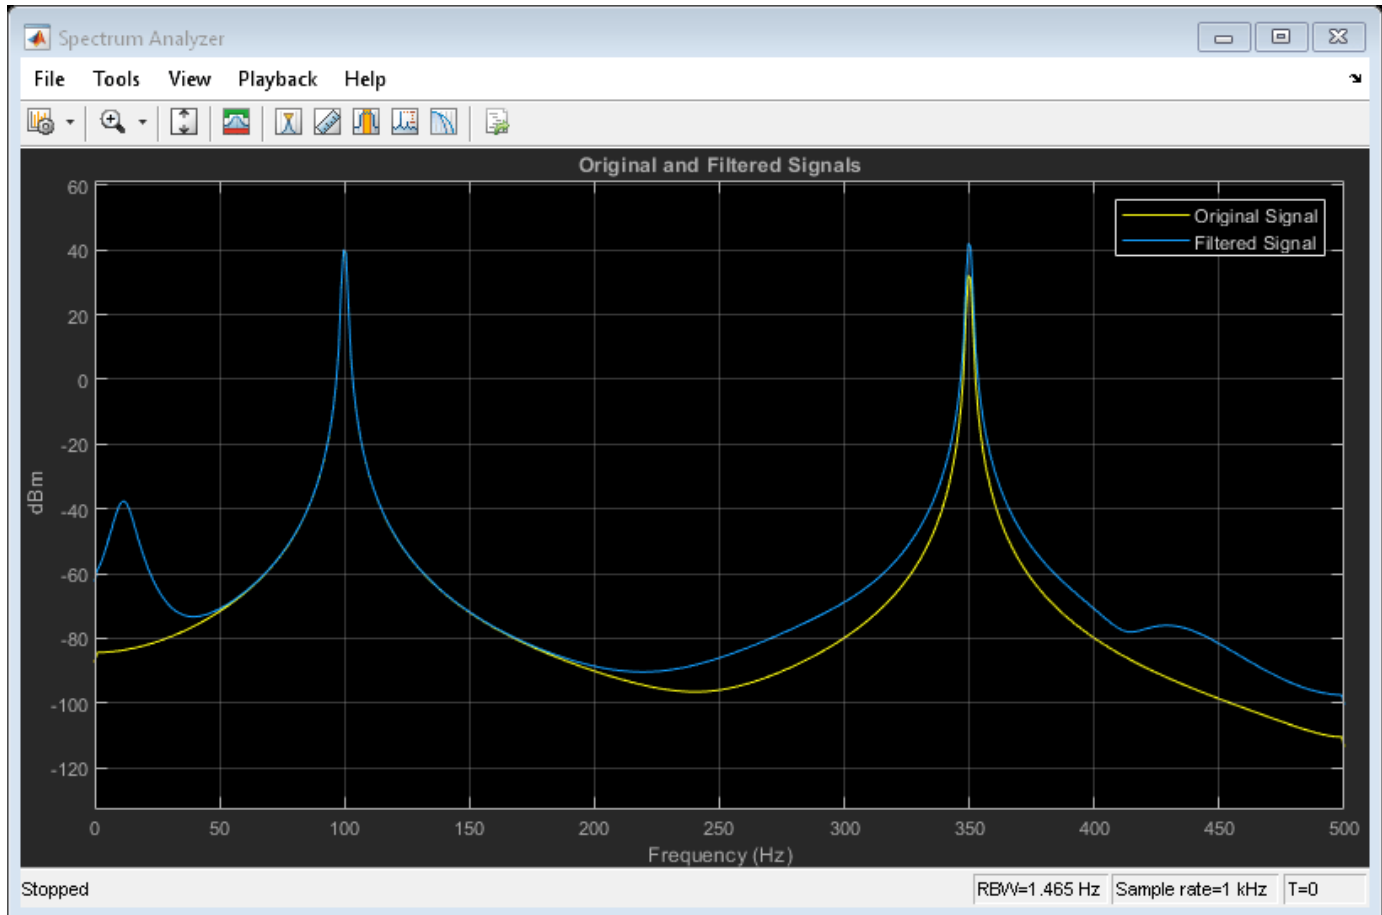 Spectrum Analyzer
File Tools View Playback Help
Original and Filtered Signals
Original Signal
Filtered Signal
60
40
20
0
-20
-40
-60
-80
-100
-120
dBm
0 50 100 150 200 250 300 350 400 450 500
Frequency (Hz)
Stopped RBW=1.465 Hz Sample rate=1 kHz T=0